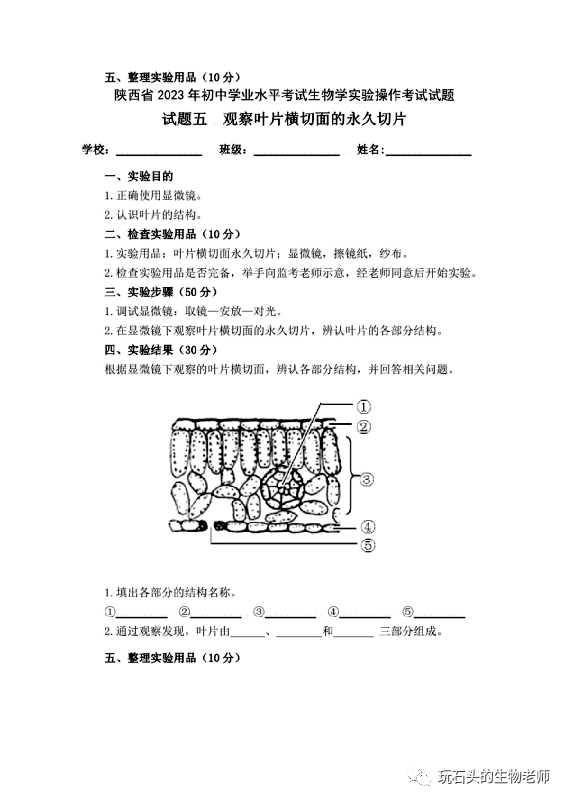 五、整理实验用品（10 分）
陕西省 2023 年初中学业水平考试生物学实验操作考试试题
试题五 观察叶片横切面的永久切片
学校：______________ 班级：______________ 姓名：______________
一、实验目的
1.正确使用显微镜。
2.认识叶片的结构。
二、检查实验用品（10 分）
1.实验用品：叶片横切面永久切片；显微镜，擦镜纸，纱布。
2.检查实验用品是否完备，举手向监考老师示意，经老师同意后开始实验。
三、实验步骤（50 分）
1.调试显微镜：取镜—安放—对光。
2.在显微镜下观察叶片横切面的永久切片，辨认叶片的各部分结构。
四、实验结果（30 分）
根据显微镜下观察的叶片横切面，辨认各部分结构，并回答相关问题。
①
②
③
④
⑤
1.填出各部分的结构名称。
①________ ②________ ③________ ④________ ⑤________
2.通过观察发现，叶片由______、________和_______ 三部分组成。
五、整理实验用品（10 分）
玩石头的生物老师